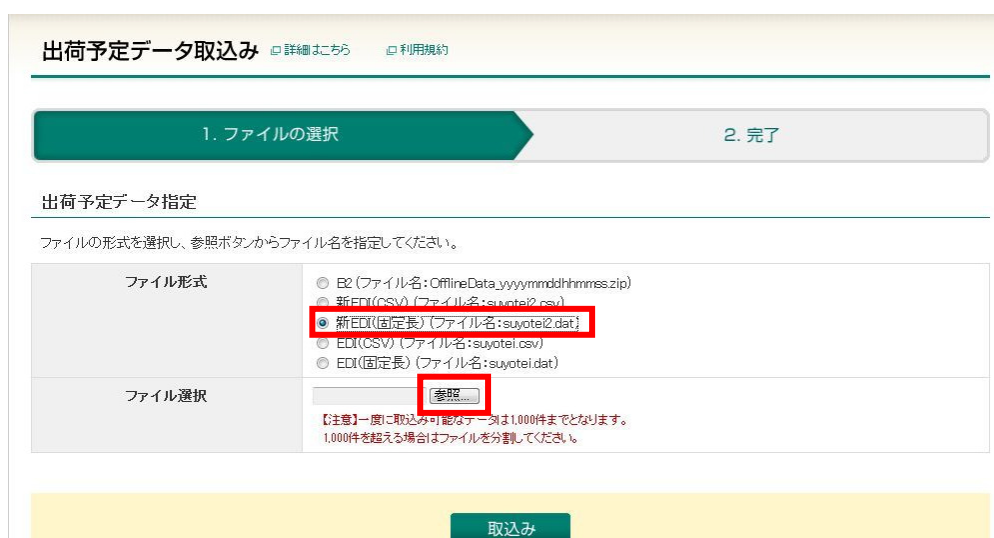 出荷予定データ取込み 詳細はこちら 利用規約
1. ファイルの選択 2. 完了
出荷予定データ指定
ファイルの形式を選択し、参照ボタンからファイル名を指定してください。
ファイル形式
B2 (ファイル名:OfflineData_yyyymmddhhmmss.zip)
新EDI(CSV) (ファイル名:suyotei2.csv)
新EDI(固定長) (ファイル名:suyotei2.dat)
EDI(CSV) (ファイル名:suyotei.csv)
EDI(固定長) (ファイル名:suyotei.dat)
ファイル選択 参照...
【注意】一度に取込み可能なデータは1,000件までとなります。
1,000件を超える場合はファイルを分割してください。
取込み